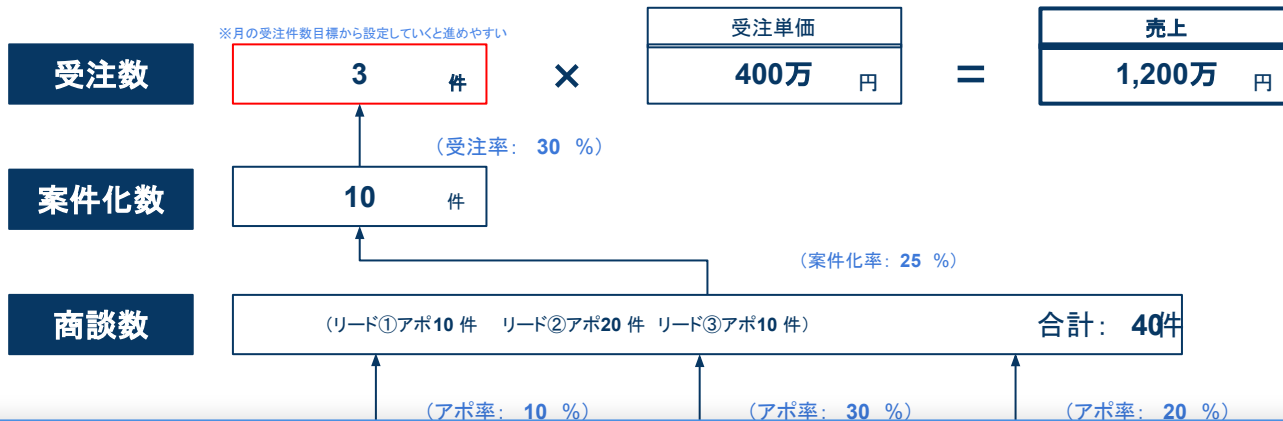 ※月の受注件数目標から設定していくと進めやすい
受注単価
売上
受注数
3 件
×
400万 円
=
1,200万 円
（受注率： 30 %）
案件化数
10 件
（案件化率： 25 %）
商談数
（リード①アポ10 件 リード②アポ20 件 リード③アポ10 件）
合計： 40件
（アポ率： 10 %）
（アポ率： 30 %）
（アポ率： 20 %）